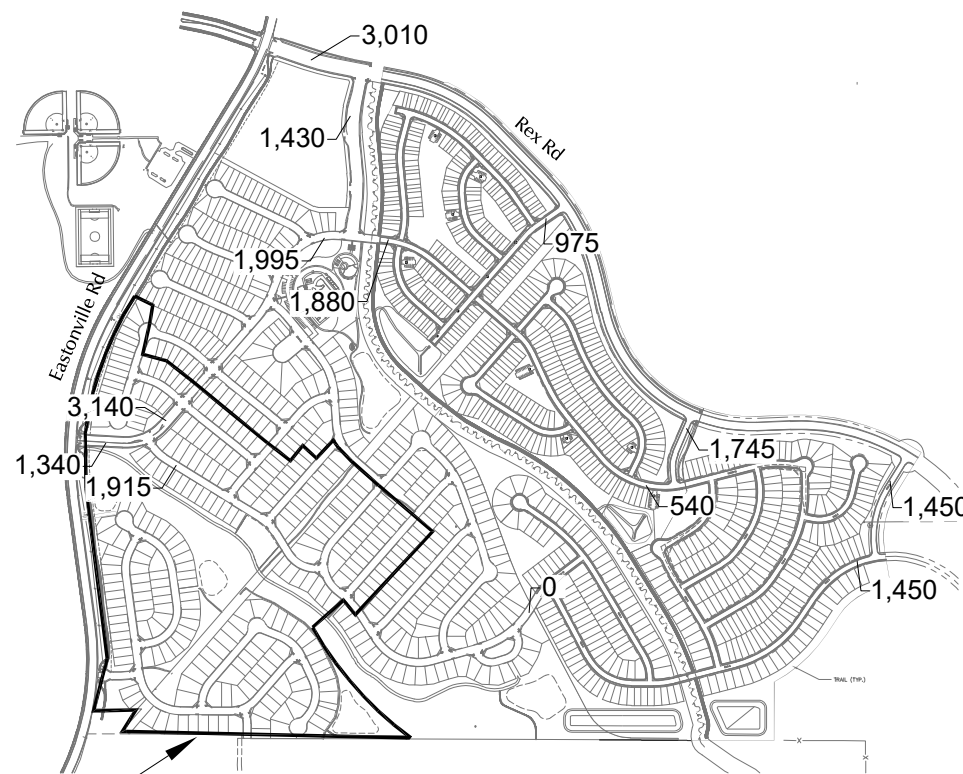 3,010
1,430
Rex Rd
975
1,995
1,880
Eastonville Rd
3,140
1,340
1,915
1,745
540
1,450
0
1,450
TRAIL (TYP.)
X
X